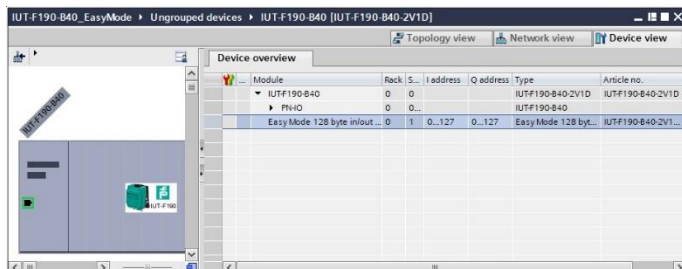 IUT-F190-B40_EasyMode ▸ Ungrouped devices ▸ IUT-F190-B40 [IUT-F190-B40-2V1D]
Topology view Network view Device view
Device overview
... Module Rack S... I address Q address Type Article no.
IUT-F190-B40 0 0 IUT-F190-B40-2V1D IUT-F190-B40-2V1D
PN-IO 0 0... IUT-F190-B40
Easy Mode 128 byte in/out ... 0 1 0...127 0...127 Easy Mode 128 byt... IUT-F190-B40-2V1...
IUT-F190-B40
IUT-F190